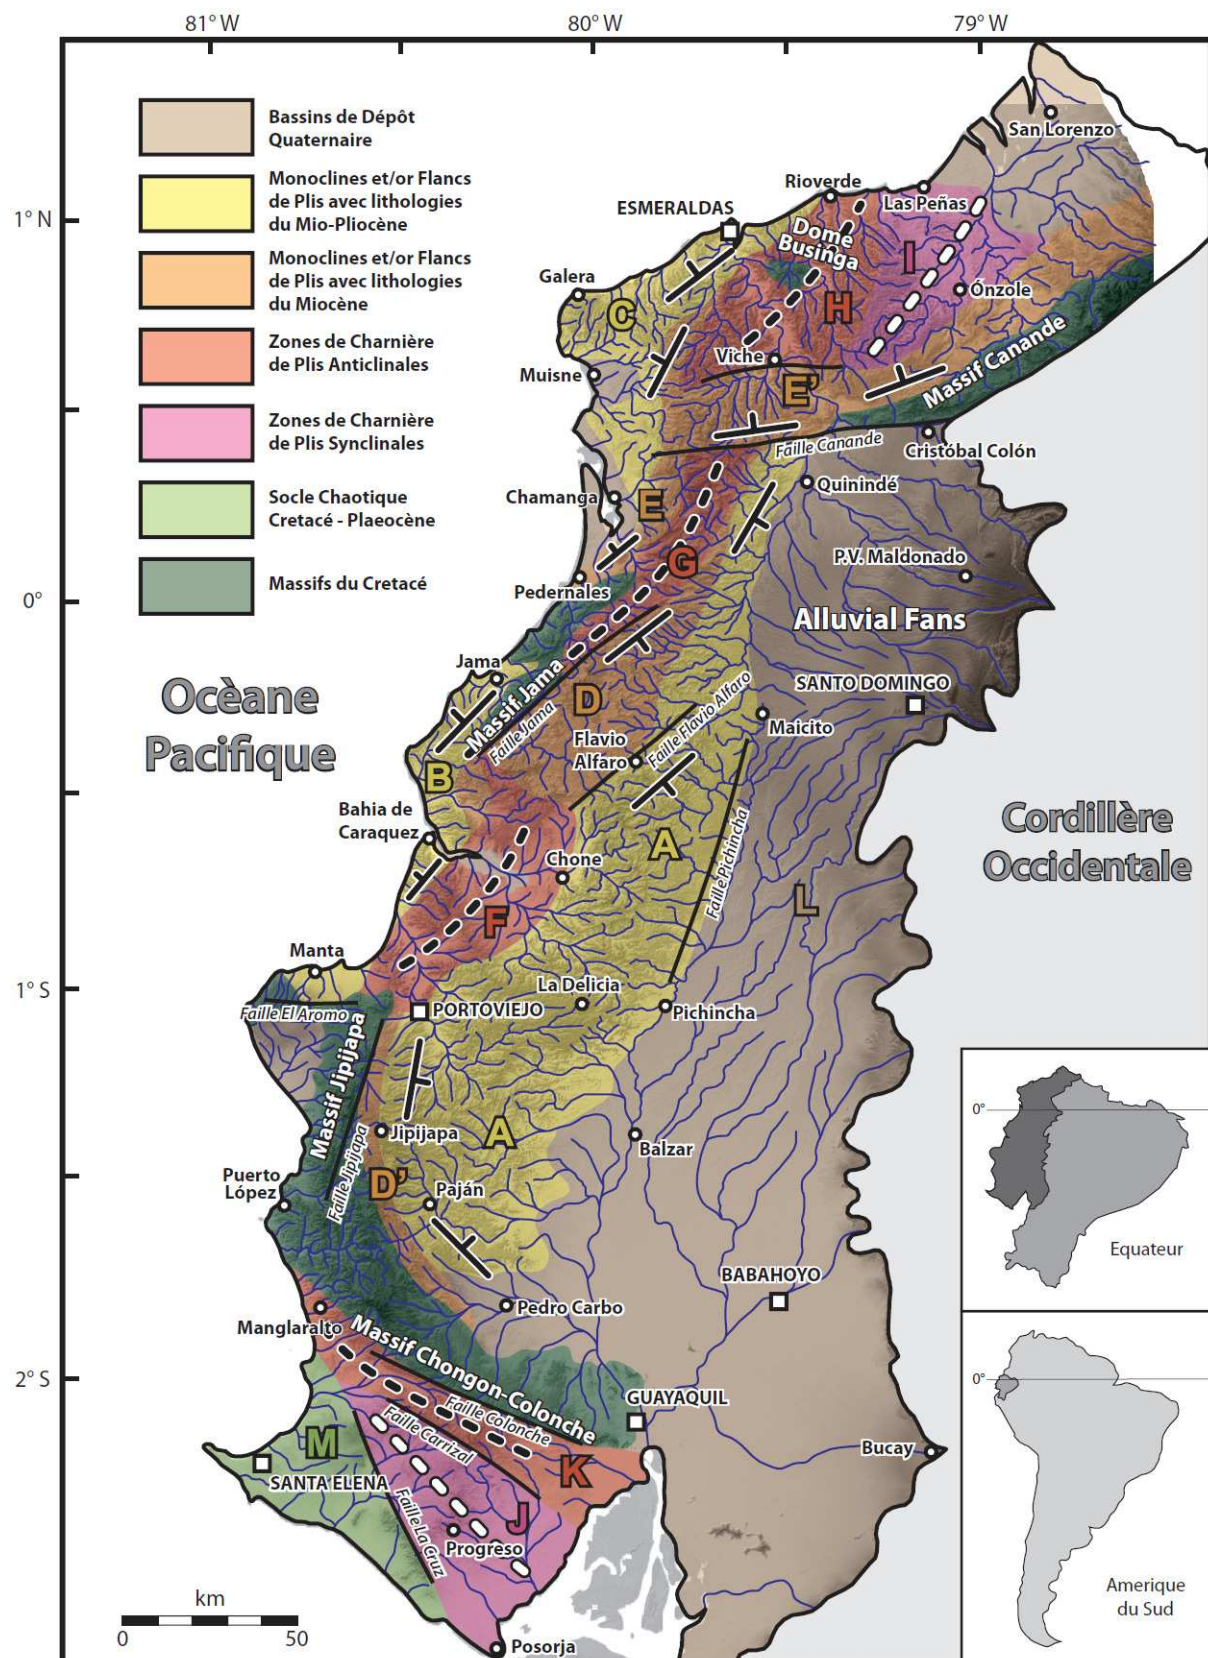 81° W
80° W
79° W
1° N
0°
1° S
2° S
Bassins de Dépôt
Quaternaire
Monoclines et/or Flancs
de Plis avec lithologies
du Mio-Pliocène
Monoclines et/or Flancs
de Plis avec lithologies
du Miocène
Zones de Charnière
de Plis Anticlinales
Zones de Charnière
de Plis Synclinales
Socle Chaotique
Cretacé - Plaeocène
Massifs du Cretacé
San Lorenzo
Rioverde
Las Peñas
ESMERALDAS
Dome
Businga
I
Galera
Ónzole
C
H
Viche
Massif Canande
Muisne
E'
Faille Canande
Cristóbal Colón
Quinindé
Chamanga
E
G
P.V. Maldonado
Pedernales
Alluvial Fans
Jama
Massif Jama
Faille Jama
SANTO DOMINGO
D
Faille Flavio Alfaro
Maicito
Flavio
Alfaro
Ocèane
Pacifique
B
Bahia de
Caraquez
A
Faille Pichincha
Cordillère
Occidentale
Chone
L
F
Manta
La Delicia
Faille El Aromo
PORTOVIEJO
Pichincha
Massif Jipijapa
Faille Jipijapa
Jipijapa
A
Balzar
Puerto
López
D'
Paján
BABAHOYO
Pedro Carbo
Manglaralto
Massif Chongon-Colonche
Faille Colonche
Faille Carrizal
GUAYAQUIL
M
K
Bucay
SANTA ELENA
Faille La Cruz
J
Progreso
Posorja
km
0
50
0°
Equateur
0°
Amerique
du Sud